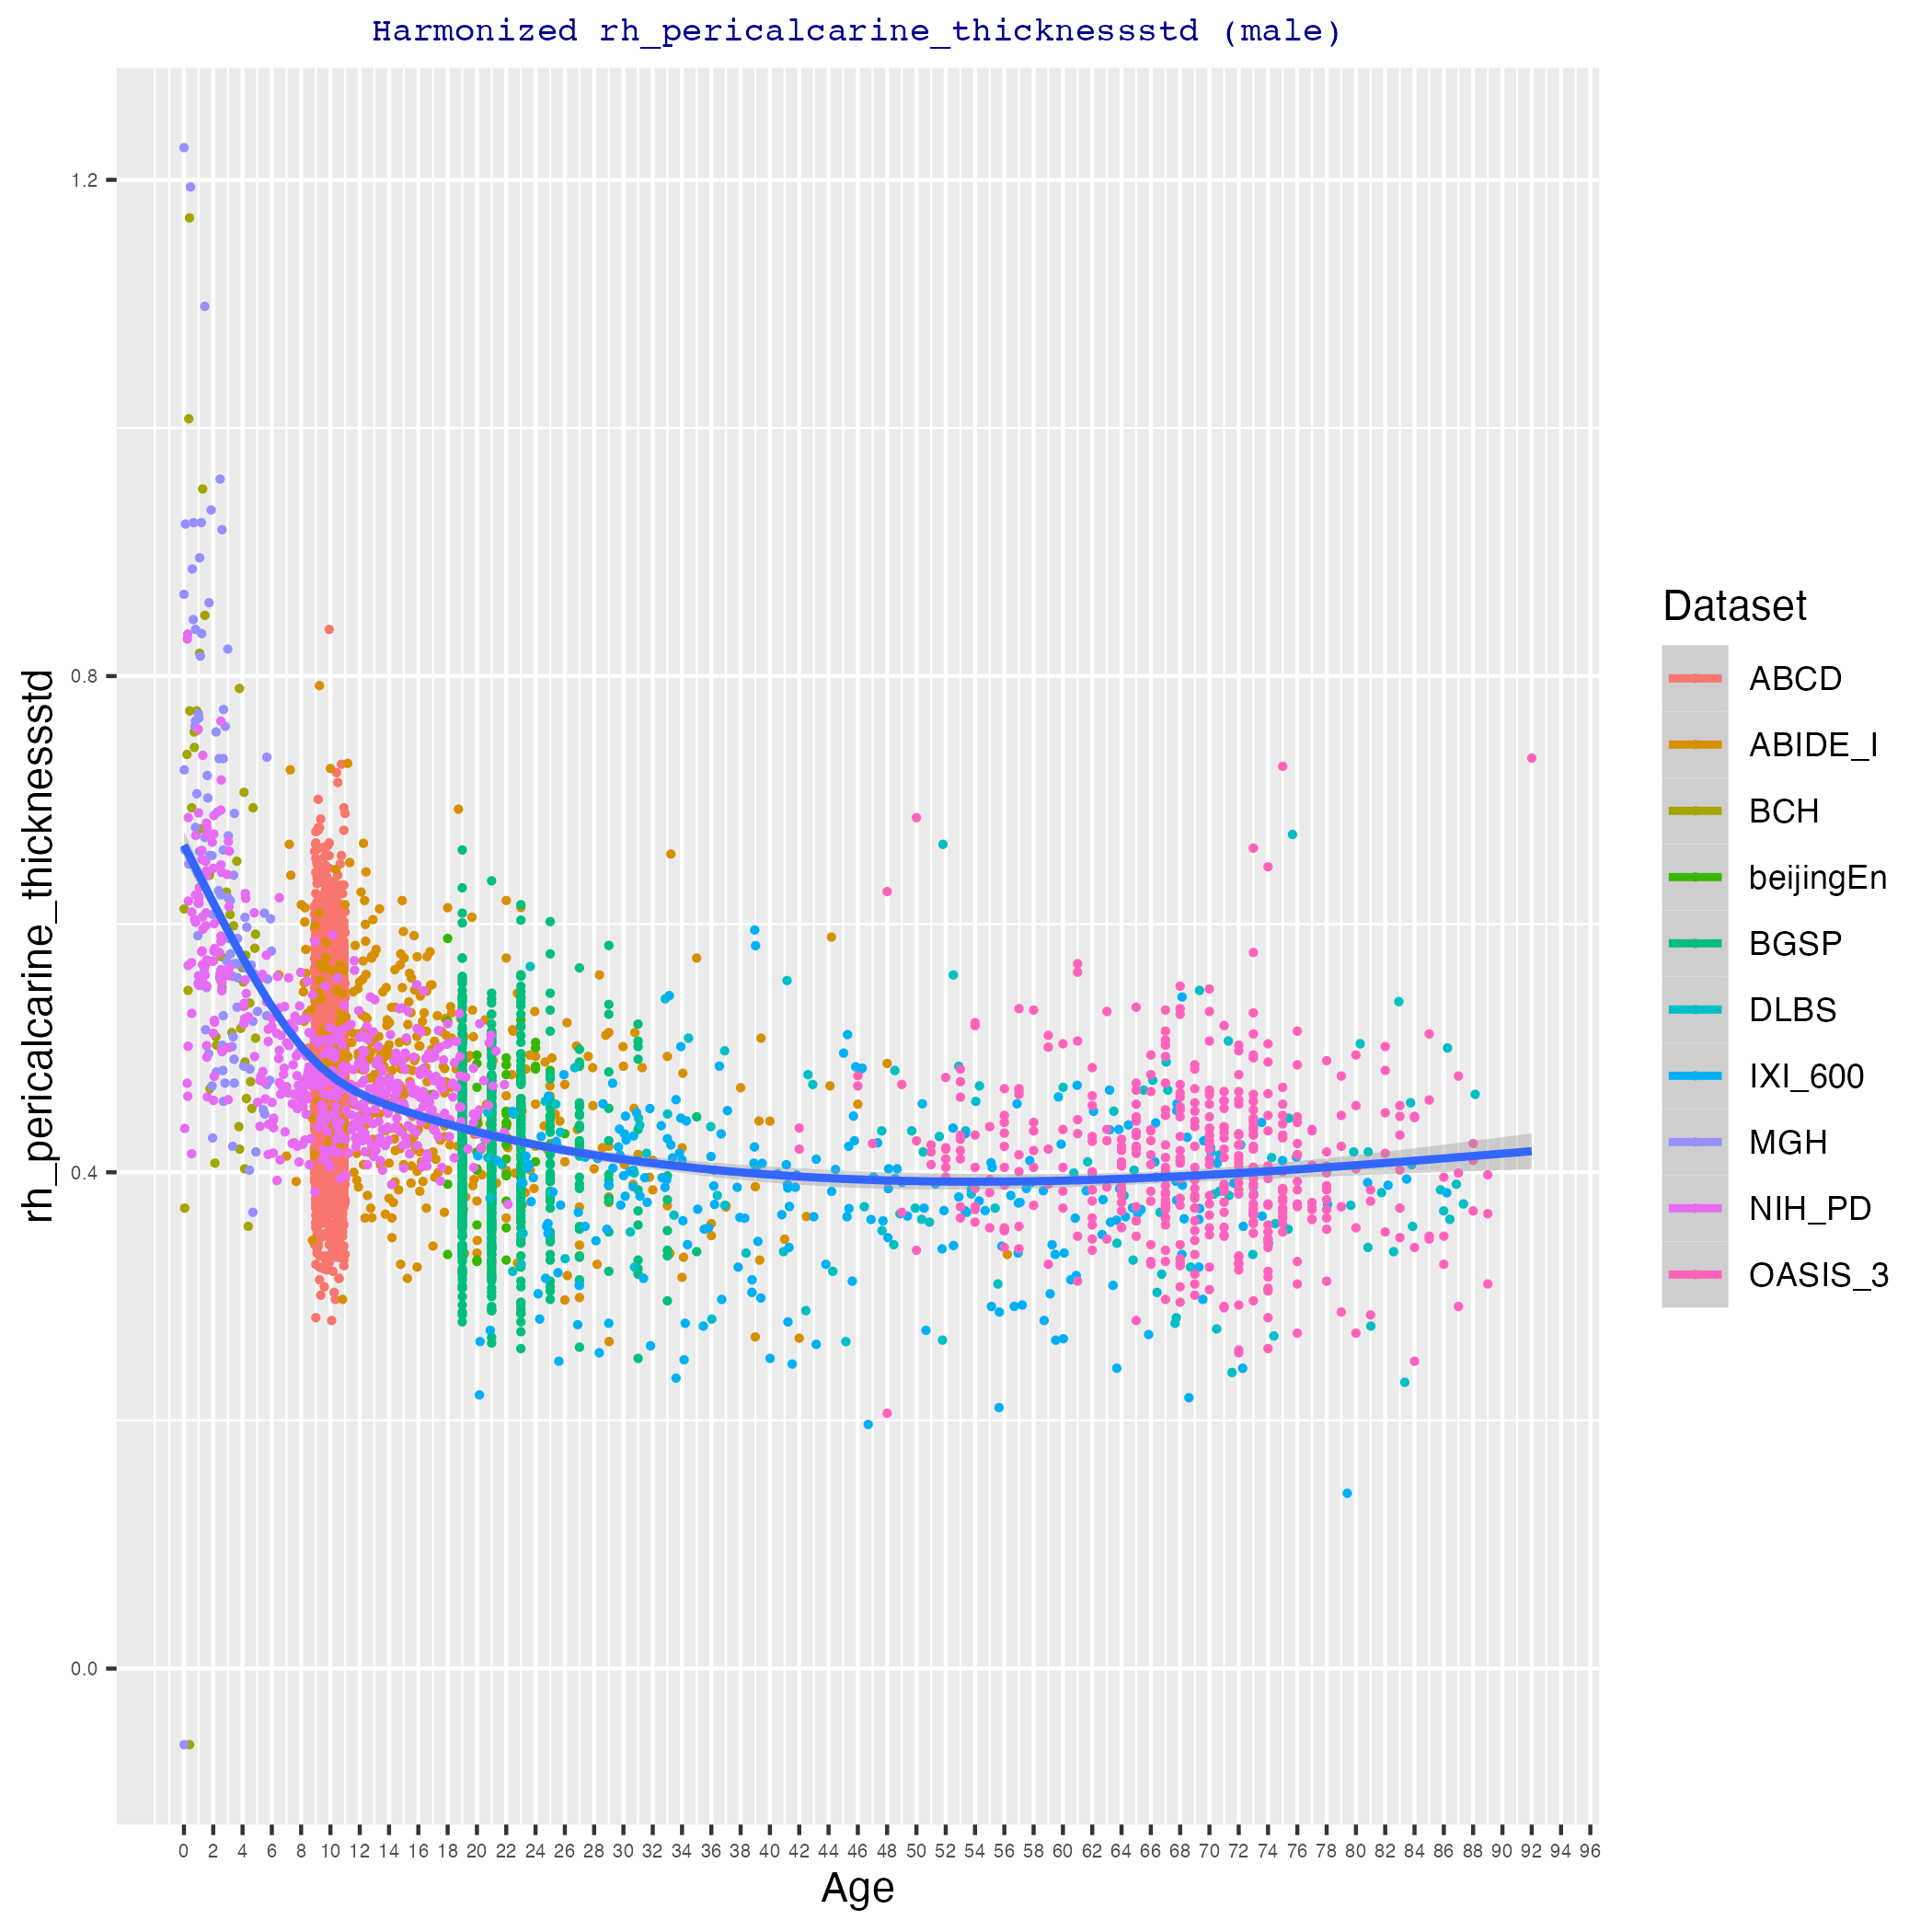 Harmonized rh_pericalcarine_thicknessstd (male)
rh_pericalcarine_thicknessstd
1.2
0.8
0.4
0.0
0 2 4 6 8 10 12 14 16 18 20 22 24 26 28 30 32 34 36 38 40 42 44 46 48 50 52 54 56 58 60 62 64 66 68 70 72 74 76 78 80 82 84 86 88 90 92 94 96
Age
Dataset
ABCD
ABIDE_I
BCH
beijingEn
BGSP
DLBS
IXI_600
MGH
NIH_PD
OASIS_3